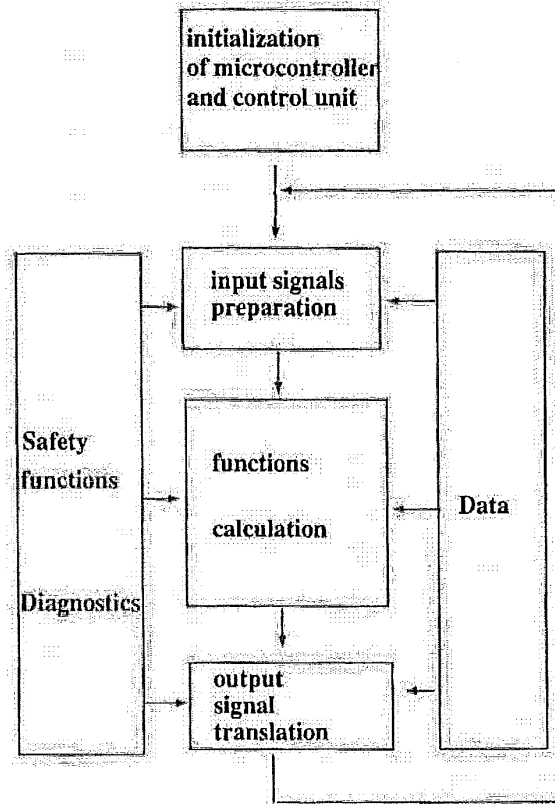 initialization
of microcontroller
and control unit
input signals
preparation
Safety
functions
Diagnostics
functions
calculation
Data
output
signal
translation